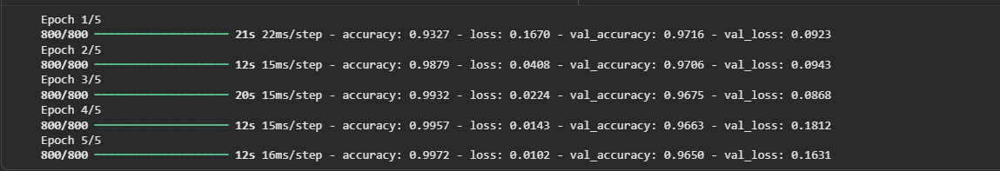 Epoch 1/5
800/800 ━━━━━━━━━━━━━━━━━━━━ 21s 22ms/step - accuracy: 0.9327 - loss: 0.1670 - val_accuracy: 0.9716 - val_loss: 0.0923
Epoch 2/5
800/800 ━━━━━━━━━━━━━━━━━━━━ 12s 15ms/step - accuracy: 0.9879 - loss: 0.0408 - val_accuracy: 0.9706 - val_loss: 0.0943
Epoch 3/5
800/800 ━━━━━━━━━━━━━━━━━━━━ 20s 15ms/step - accuracy: 0.9932 - loss: 0.0224 - val_accuracy: 0.9675 - val_loss: 0.0868
Epoch 4/5
800/800 ━━━━━━━━━━━━━━━━━━━━ 12s 15ms/step - accuracy: 0.9957 - loss: 0.0143 - val_accuracy: 0.9663 - val_loss: 0.1812
Epoch 5/5
800/800 ━━━━━━━━━━━━━━━━━━━━ 12s 16ms/step - accuracy: 0.9972 - loss: 0.0102 - val_accuracy: 0.9650 - val_loss: 0.1631